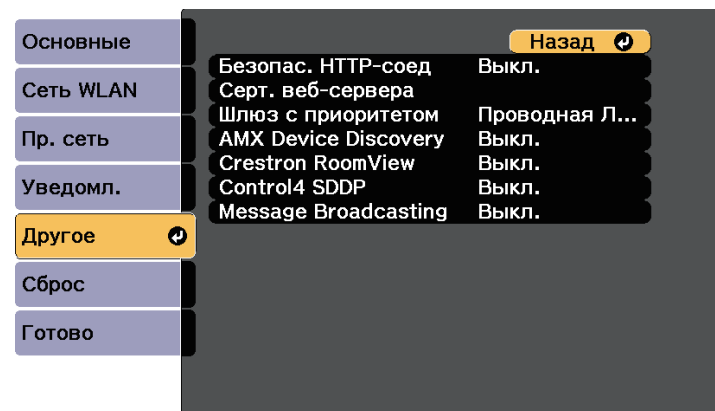 Основные
Сеть WLAN
Пр. сеть
Уведомл.
Другое
Сброс
Готово
Назад
Безопас. HTTP-соед Выкл.
Серт. веб-сервера
Шлюз с приоритетом Проводная Л...
AMX Device Discovery Выкл.
Crestron RoomView Выкл.
Control4 SDDP Выкл.
Message Broadcasting Выкл.